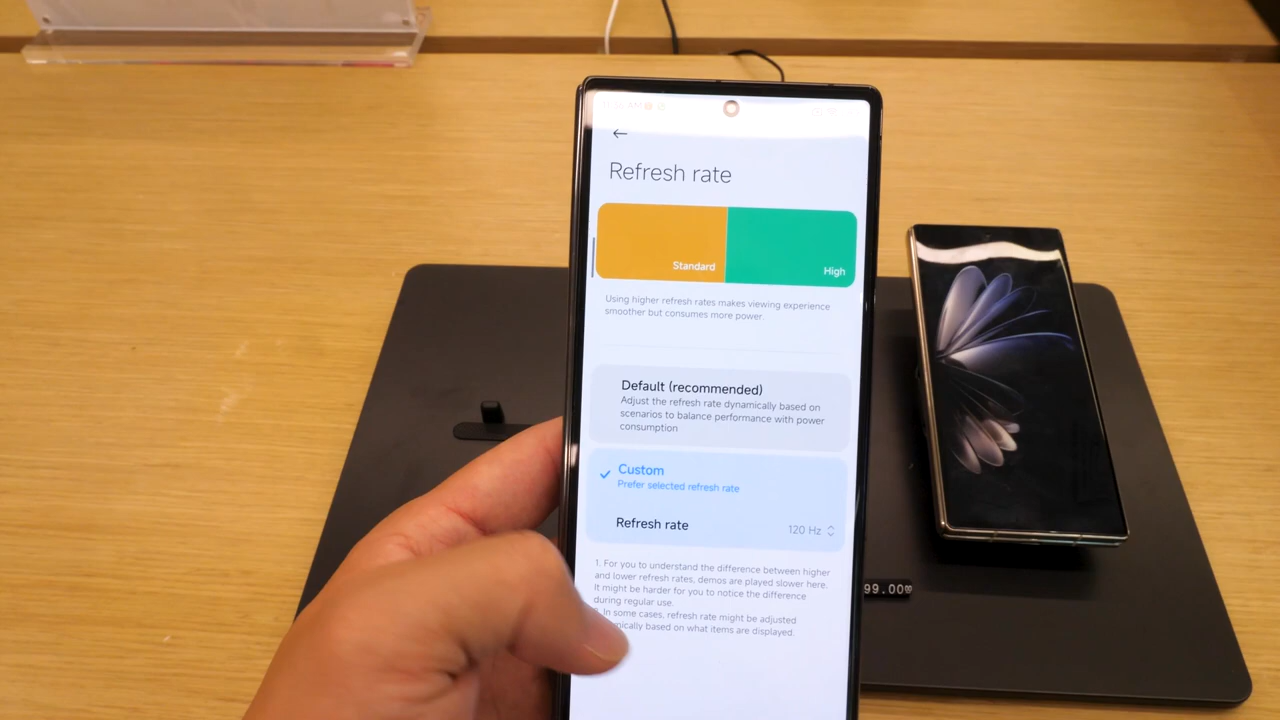 Refresh rate
Standard
High
Using higher refresh rates makes viewing experience
smoother but consumes more power.
Default (recommended)
Adjust the refresh rate dynamically based on
scenarios to balance performance with power
consumption
Custom
Prefer selected refresh rate
Refresh rate
120 Hz
1. For you to understand the difference between higher
and lower refresh rates, demos are played slower here.
It might be harder for you to notice the difference
during regular use.
In some cases, refresh rate might be adjusted
based on what items are displayed.
99.00